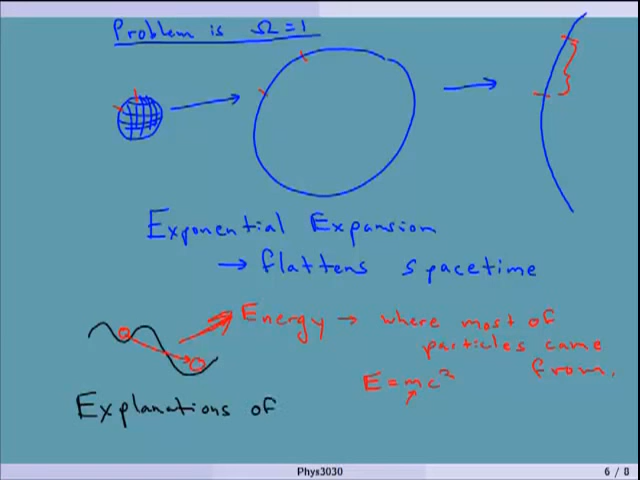 Problem is Ω=1
Exponential Expansion
→ flattens spacetime
Energy → where most of
particles came
from.
E=mc²
Explanations of
Phys3030
6 / 8